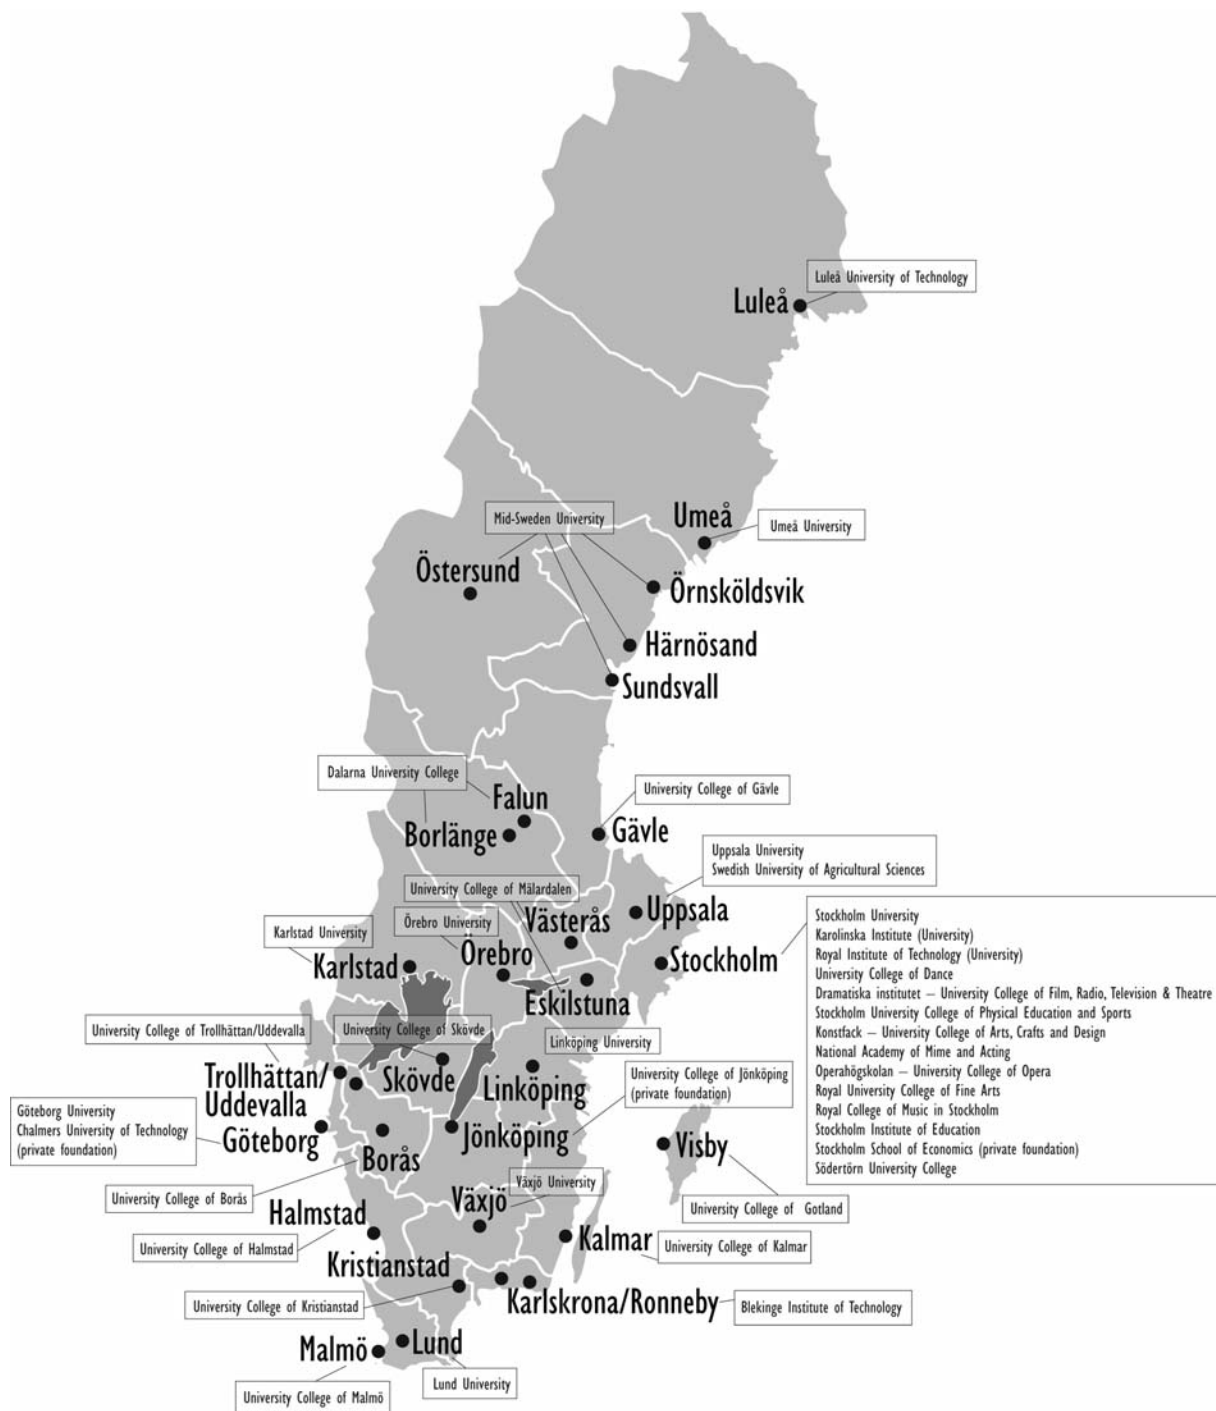 Luleå University of Technology
Luleå
Mid-Sweden University
Umeå
Umeå University
Östersund
Örnsköldsvik
Härnösand
Sundsvall
Dalarna University College
Falun
Borlänge
University College of Gävle
Gävle
Uppsala University
Swedish University of Agricultural Sciences
University College of Mälardalen
Västerås
Uppsala
Örebro University
Örebro
Karlstad University
Karlstad
Stockholm
Eskilstuna
Stockholm University
Karolinska Institute (University)
Royal Institute of Technology (University)
University College of Dance
Dramatiska institutet – University College of Film, Radio, Television & Theatre
Stockholm University College of Physical Education and Sports
Konstfack – University College of Arts, Crafts and Design
National Academy of Mime and Acting
Operahögskolan – University College of Opera
Royal University College of Fine Arts
Royal College of Music in Stockholm
Stockholm Institute of Education
Stockholm School of Economics (private foundation)
Södertörn University College
University College of Trollhättan/Uddevalla
University College of Skövde
Linköping University
Trollhättan/
Uddevalla
Skövde
Linköping
University College of Jönköping
(private foundation)
Göteborg University
Chalmers University of Technology
(private foundation)
Göteborg
Borås
Jönköping
Visby
University College of Borås
Växjö University
Växjö
University College of Gotland
Halmstad
University College of Halmstad
Kalmar
University College of Kalmar
Kristianstad
University College of Kristianstad
Karlskrona/Ronneby
Blekinge Institute of Technology
Malmö
Lund
University College of Malmö
Lund University